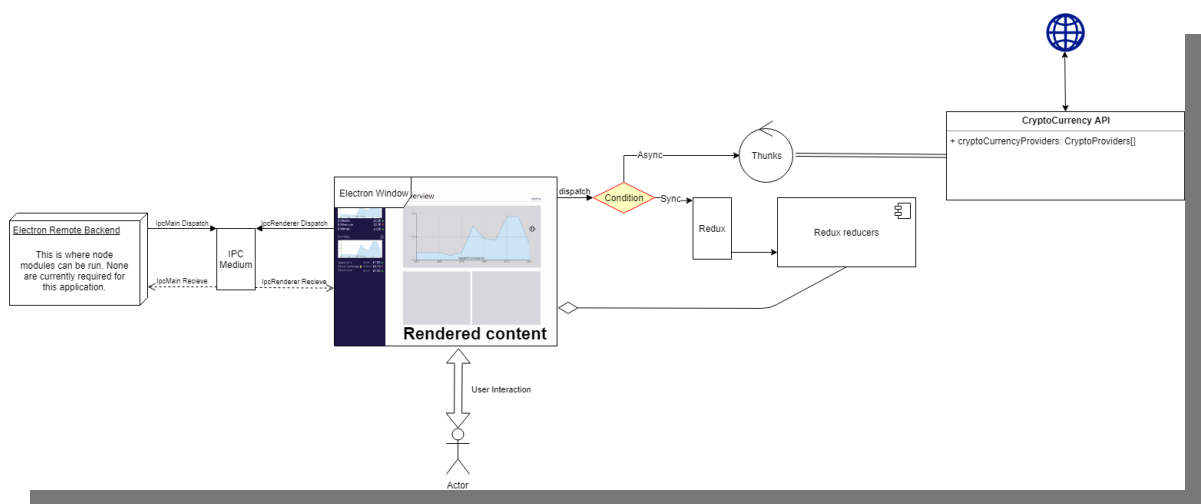 CryptoCurrency API
+ cryptoCurrencyProviders: CryptoProviders[]
Async
Thunks
Electron Window
erview
dispatch
Condition
Sync
Redux
Redux reducers
Electron Remote Backend
This is where node
modules can be run. None
are currently required for
this application.
IpcMain Dispatch
IpcRenderer Dispatch
IPC
Medium
IpcMain Recieve
IpcRenderer Recieve
Rendered content
User Interaction
Actor